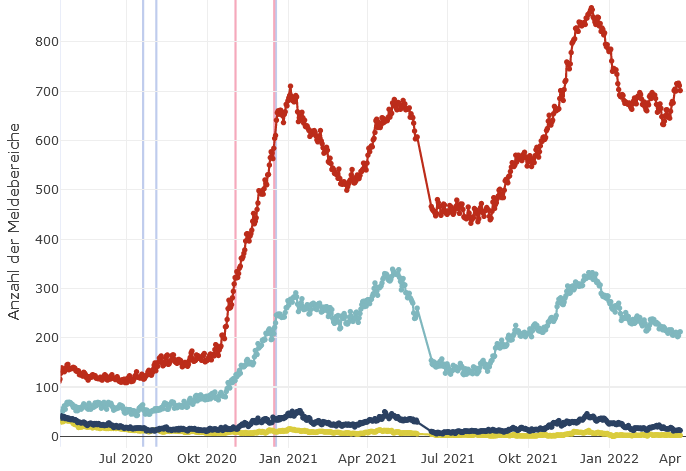 Anzahl der Meldebereiche
800
700
600
500
400
300
200
100
0
Jul 2020
Okt 2020
Jan 2021
Apr 2021
Jul 2021
Okt 2021
Jan 2022
Apr